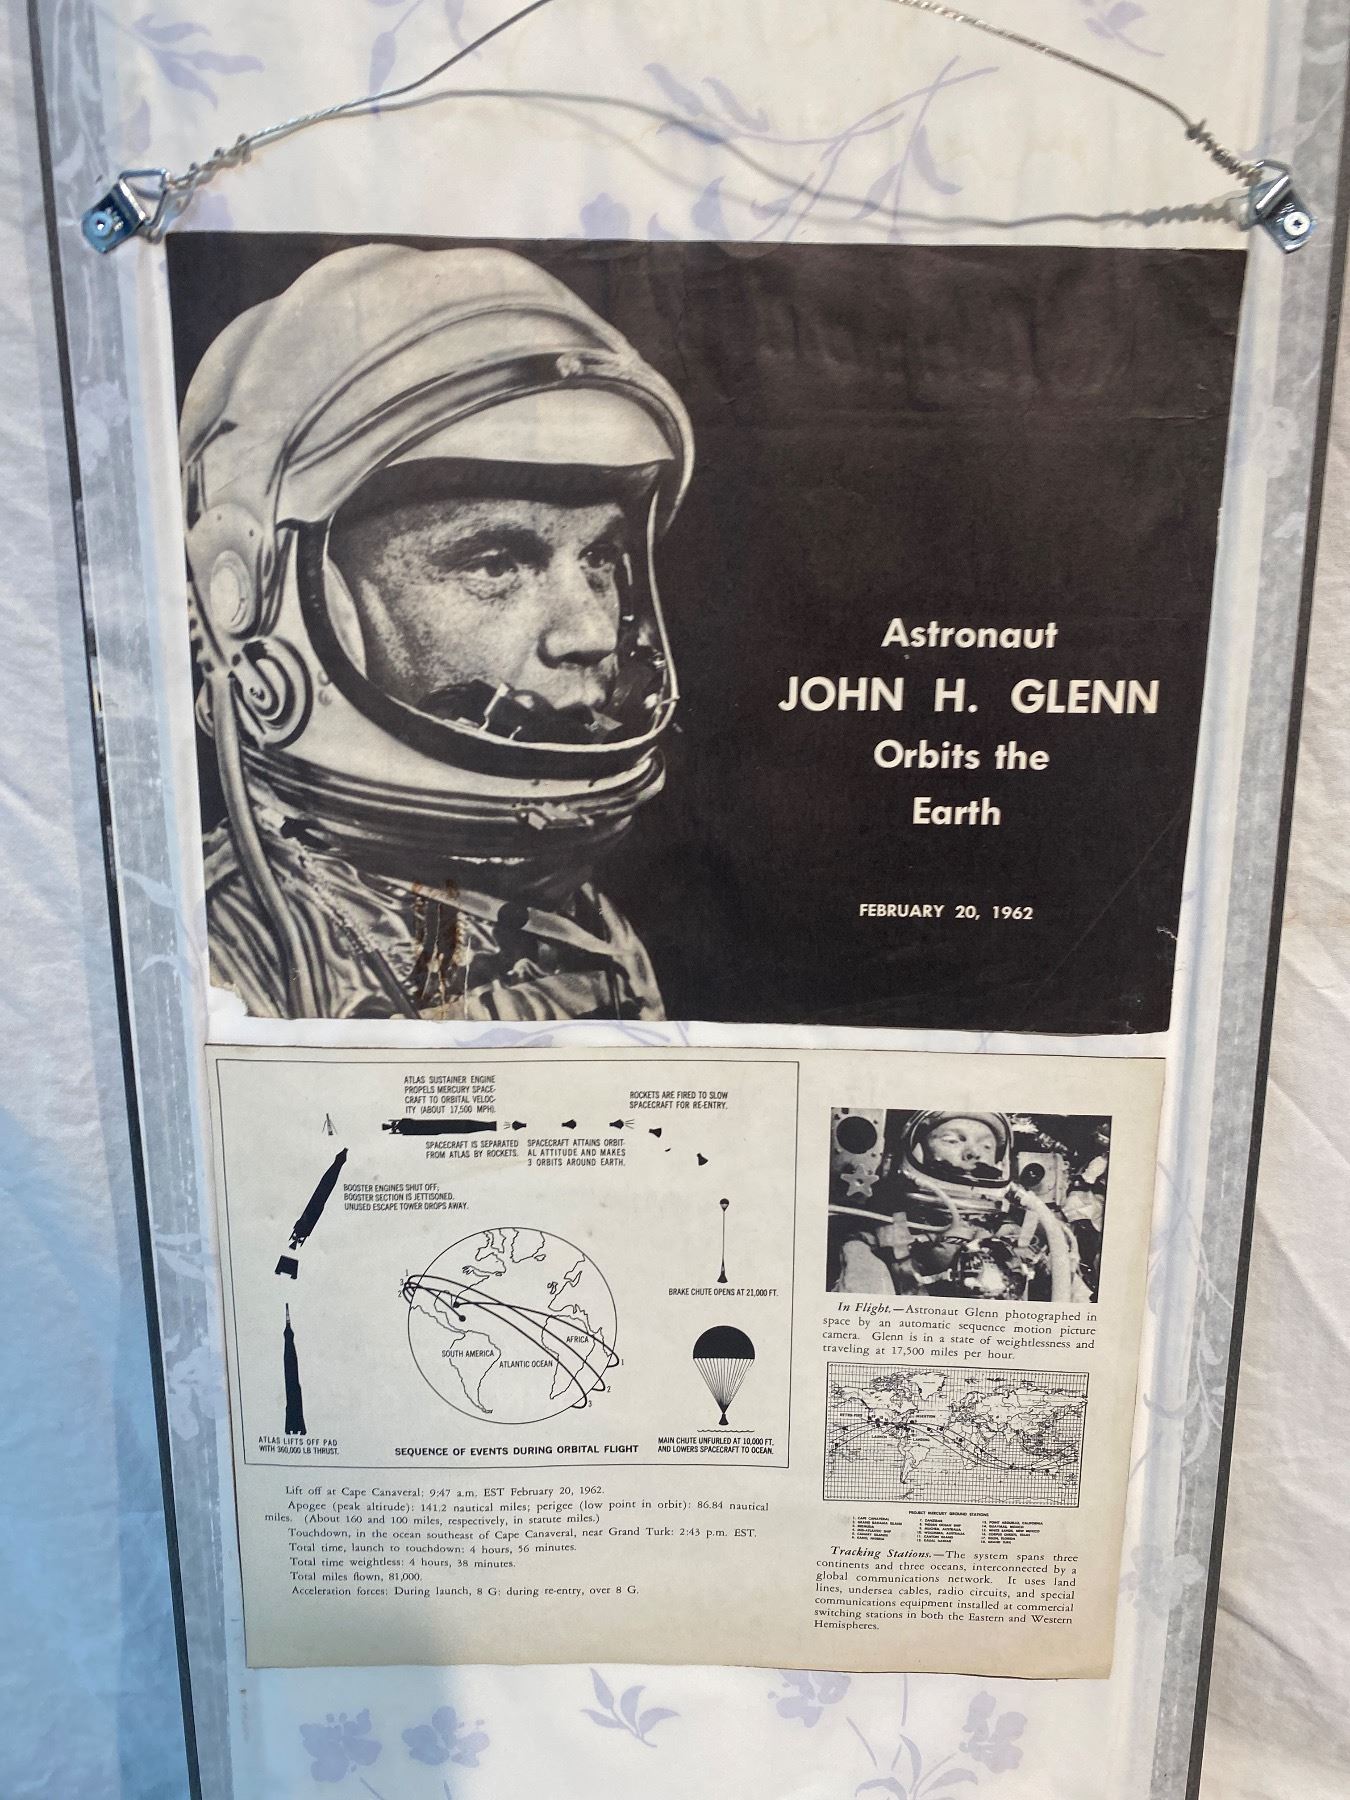 Astronaut
JOHN H. GLENN
Orbits the
Earth
FEBRUARY 20, 1962
ATLAS SUSTAINER ENGINE
PROPELS MERCURY SPACE-
CRAFT TO ORBITAL VELOC-
ITY (ABOUT 17,500 MPH).
SPACECRAFT IS SEPARATED
FROM ATLAS BY ROCKETS.
SPACECRAFT ATTAINS ORBIT-
AL ATTITUDE AND MAKES
3 ORBITS AROUND EARTH.
ROCKETS ARE FIRED TO SLOW
SPACECRAFT FOR RE-ENTRY.
BOOSTER ENGINES SHUT OFF;
BOOSTER SECTION IS JETTISONED.
UNUSED ESCAPE TOWER DROPS AWAY.
BRAKE CHUTE OPENS AT 21,000 FT.
1
3
2
AFRICA
SOUTH AMERICA
ATLANTIC OCEAN
1
2
3
ATLAS LIFTS OFF PAD
WITH 360,000 LB THRUST.
SEQUENCE OF EVENTS DURING ORBITAL FLIGHT
MAIN CHUTE UNFURLED AT 10,000 FT.
AND LOWERS SPACECRAFT TO OCEAN.
Lift off at Cape Canaveral; 9:47 a.m. EST February 20, 1962.
Apogee (peak altitude): 141.2 nautical miles; perigee (low point in orbit): 86.84 nautical
miles. (About 160 and 100 miles, respectively, in statute miles.)
Touchdown, in the ocean southeast of Cape Canaveral, near Grand Turk: 2:43 p.m. EST.
Total time, launch to touchdown: 4 hours, 56 minutes.
Total time weightless: 4 hours, 38 minutes.
Total miles flown, 81,000.
Acceleration forces: During launch, 8 G; during re-entry, over 8 G.
In Flight.—Astronaut Glenn photographed in
space by an automatic sequence motion picture
camera. Glenn is in a state of weightlessness and
traveling at 17,500 miles per hour.
PROJECT MERCURY GROUND STATIONS
Tracking Stations.—The system spans three
continents and three oceans, interconnected by a
global communications network. It uses land
lines, undersea cables, radio circuits, and special
communications equipment installed at commercial
switching stations in both the Eastern and Western
Hemispheres.